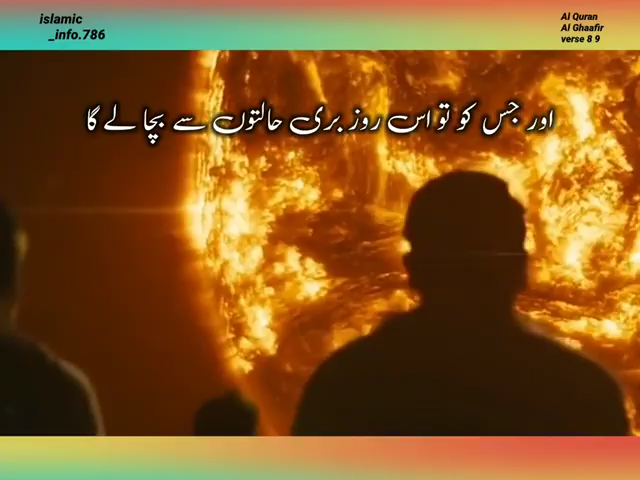 islamic
_info.786
Al Quran
Al Ghaafir
verse 8 9
اور جس کو تو اس روز بری حالتوں سے بچا لے گا